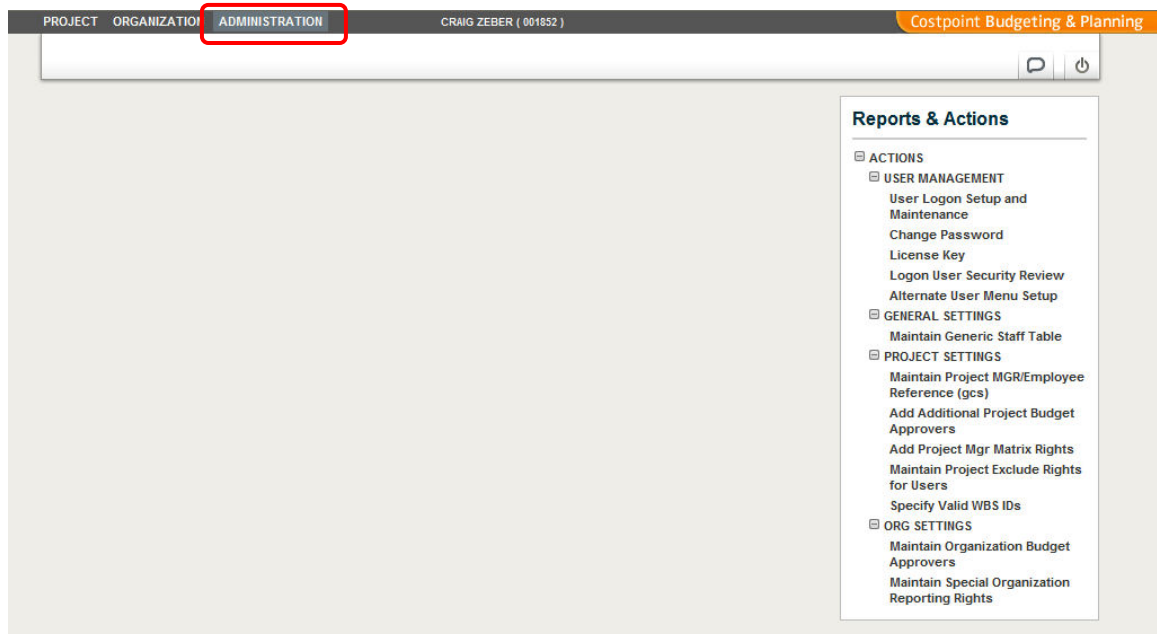 PROJECT ORGANIZATION ADMINISTRATION CRAIG ZEBER ( 001852 ) Costpoint Budgeting & Planning
Reports & Actions
ACTIONS
USER MANAGEMENT
User Logon Setup and
Maintenance
Change Password
License Key
Logon User Security Review
Alternate User Menu Setup
GENERAL SETTINGS
Maintain Generic Staff Table
PROJECT SETTINGS
Maintain Project MGR/Employee
Reference (gcs)
Add Additional Project Budget
Approvers
Add Project Mgr Matrix Rights
Maintain Project Exclude Rights
for Users
Specify Valid WBS IDs
ORG SETTINGS
Maintain Organization Budget
Approvers
Maintain Special Organization
Reporting Rights